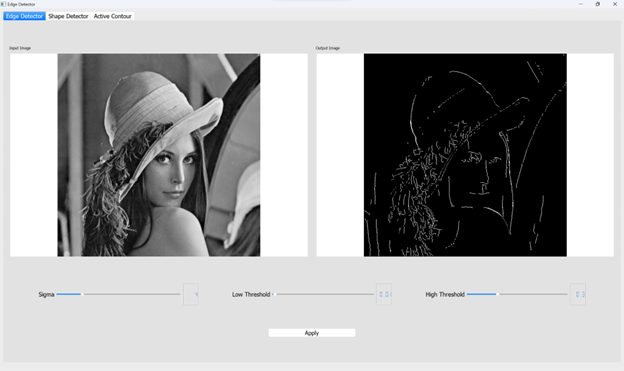 Edge Detector
Edge Detector Shape Detector Active Contour
Input Image Output Image
Sigma Low Threshold High Threshold
Apply